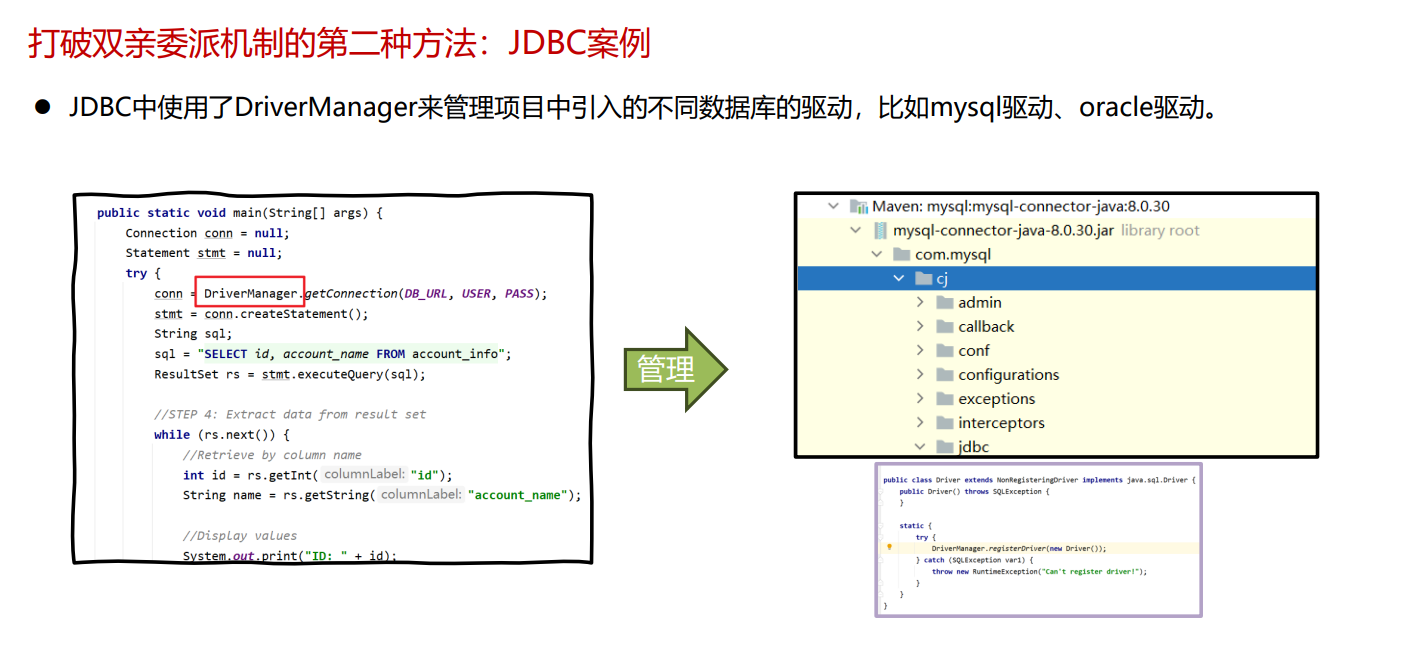 打破双亲委派机制的第二种方法：JDBC案例
● JDBC中使用了DriverManager来管理项目中引入的不同数据库的驱动，比如mysql驱动、oracle驱动。
public static void main(String[] args) {
Connection conn = null;
Statement stmt = null;
try {
conn = DriverManager.getConnection(DB_URL, USER, PASS);
stmt = conn.createStatement();
String sql;
sql = "SELECT id, account_name FROM account_info";
ResultSet rs = stmt.executeQuery(sql);
//STEP 4: Extract data from result set
while (rs.next()) {
//Retrieve by column name
int id = rs.getInt( columnLabel: "id");
String name = rs.getString( columnLabel: "account_name");
//Display values
System.out.print("ID: " + id);
管理
Maven: mysql:mysql-connector-java:8.0.30
mysql-connector-java-8.0.30.jar library root
com.mysql
cj
admin
callback
conf
configurations
exceptions
interceptors
jdbc
public class Driver extends NonRegisteringDriver implements java.sql.Driver {
public Driver() throws SQLException {
}
static {
try {
DriverManager.registerDriver(new Driver());
} catch (SQLException var1) {
throw new RuntimeException("Can't register driver!");
}
}
}